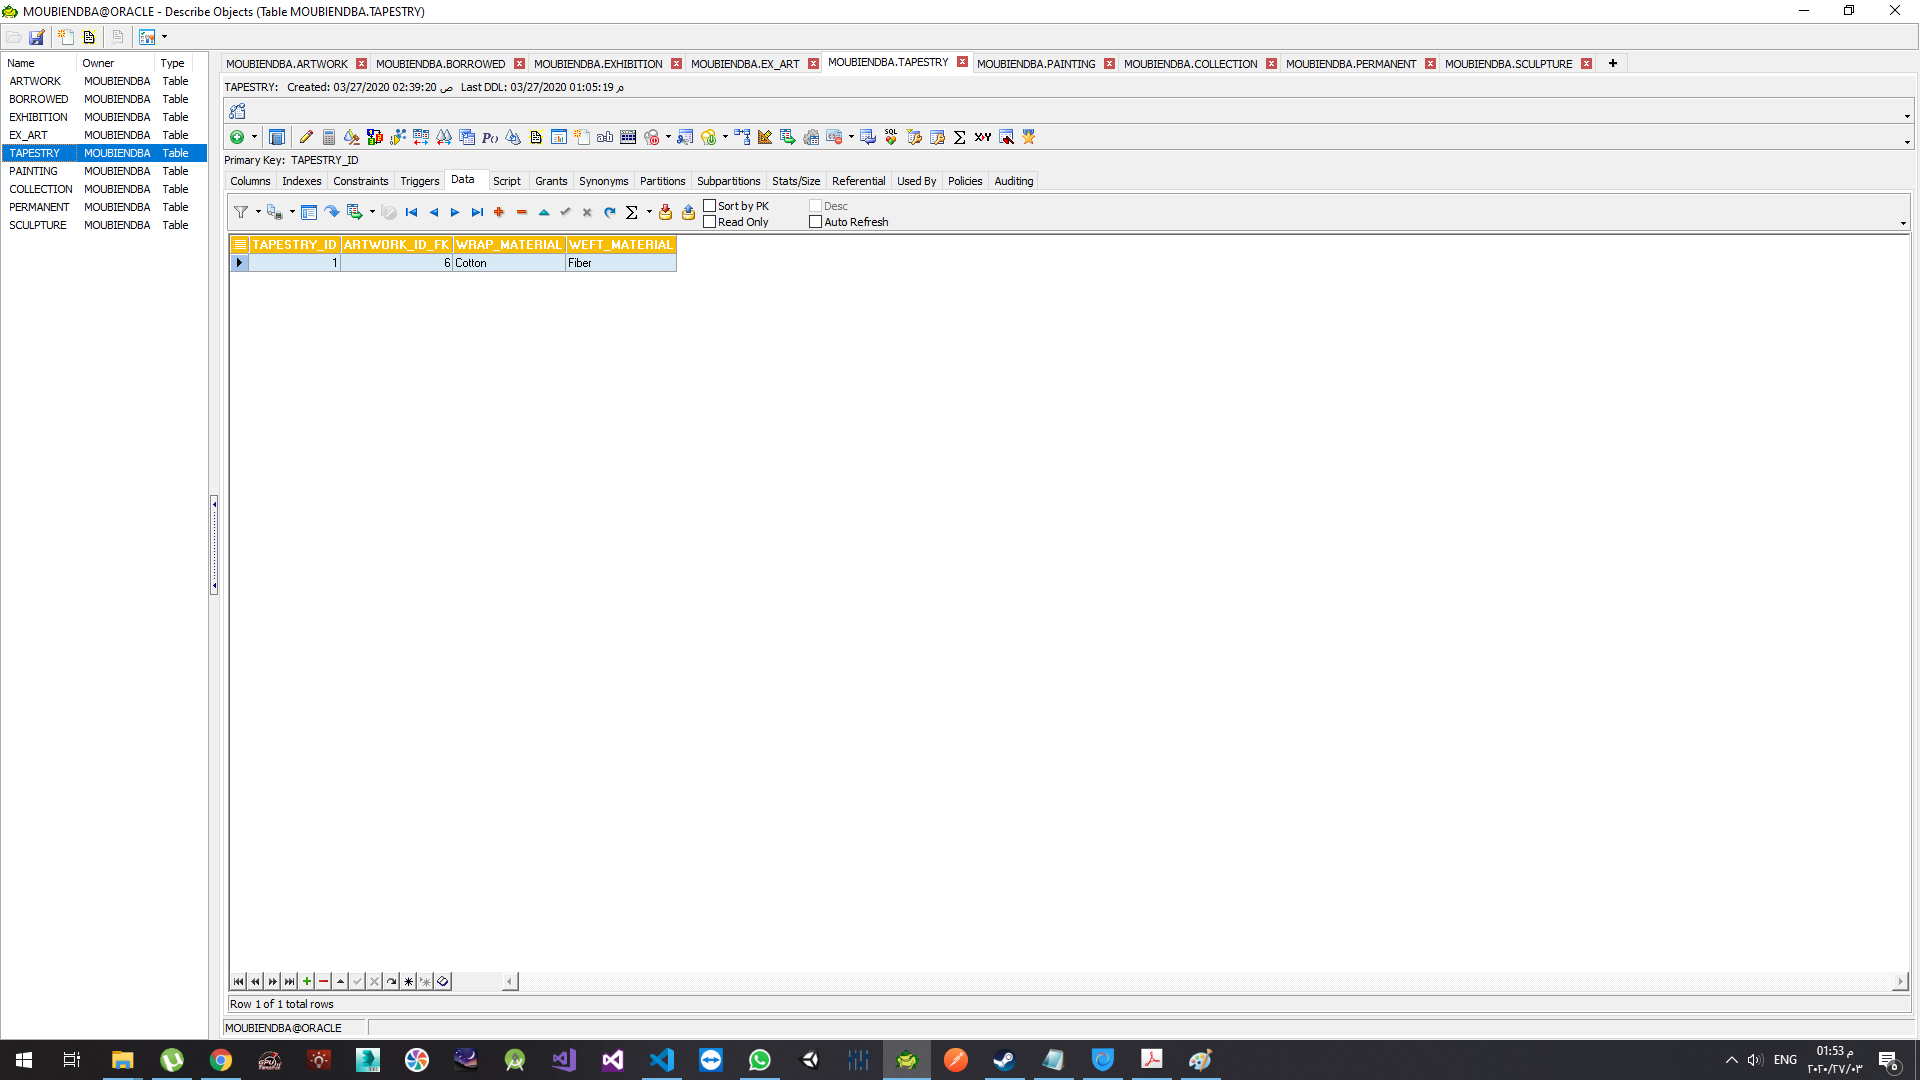 MOUBIENDBA@ORACLE - Describe Objects (Table MOUBIENDBA.TAPESTRY)
Name Owner Type
ARTWORK MOUBIENDBA Table
BORROWED MOUBIENDBA Table
EXHIBITION MOUBIENDBA Table
EX_ART MOUBIENDBA Table
TAPESTRY MOUBIENDBA Table
PAINTING MOUBIENDBA Table
COLLECTION MOUBIENDBA Table
PERMANENT MOUBIENDBA Table
SCULPTURE MOUBIENDBA Table
MOUBIENDBA.ARTWORK MOUBIENDBA.BORROWED MOUBIENDBA.EXHIBITION MOUBIENDBA.EX_ART MOUBIENDBA.TAPESTRY MOUBIENDBA.PAINTING MOUBIENDBA.COLLECTION MOUBIENDBA.PERMANENT MOUBIENDBA.SCULPTURE
TAPESTRY: Created: 03/27/2020 02:39:20 ص Last DDL: 03/27/2020 01:05:19 م
Primary Key: TAPESTRY_ID
Columns Indexes Constraints Triggers Data Script Grants Synonyms Partitions Subpartitions Stats/Size Referential Used By Policies Auditing
Sort by PK Desc
Read Only Auto Refresh
TAPESTRY_ID ARTWORK_ID_FK WRAP_MATERIAL WEFT_MATERIAL
1 6 Cotton Fiber
Row 1 of 1 total rows
MOUBIENDBA@ORACLE
ENG
01:53 م
٢٠٢٠/٢٧/٠٣